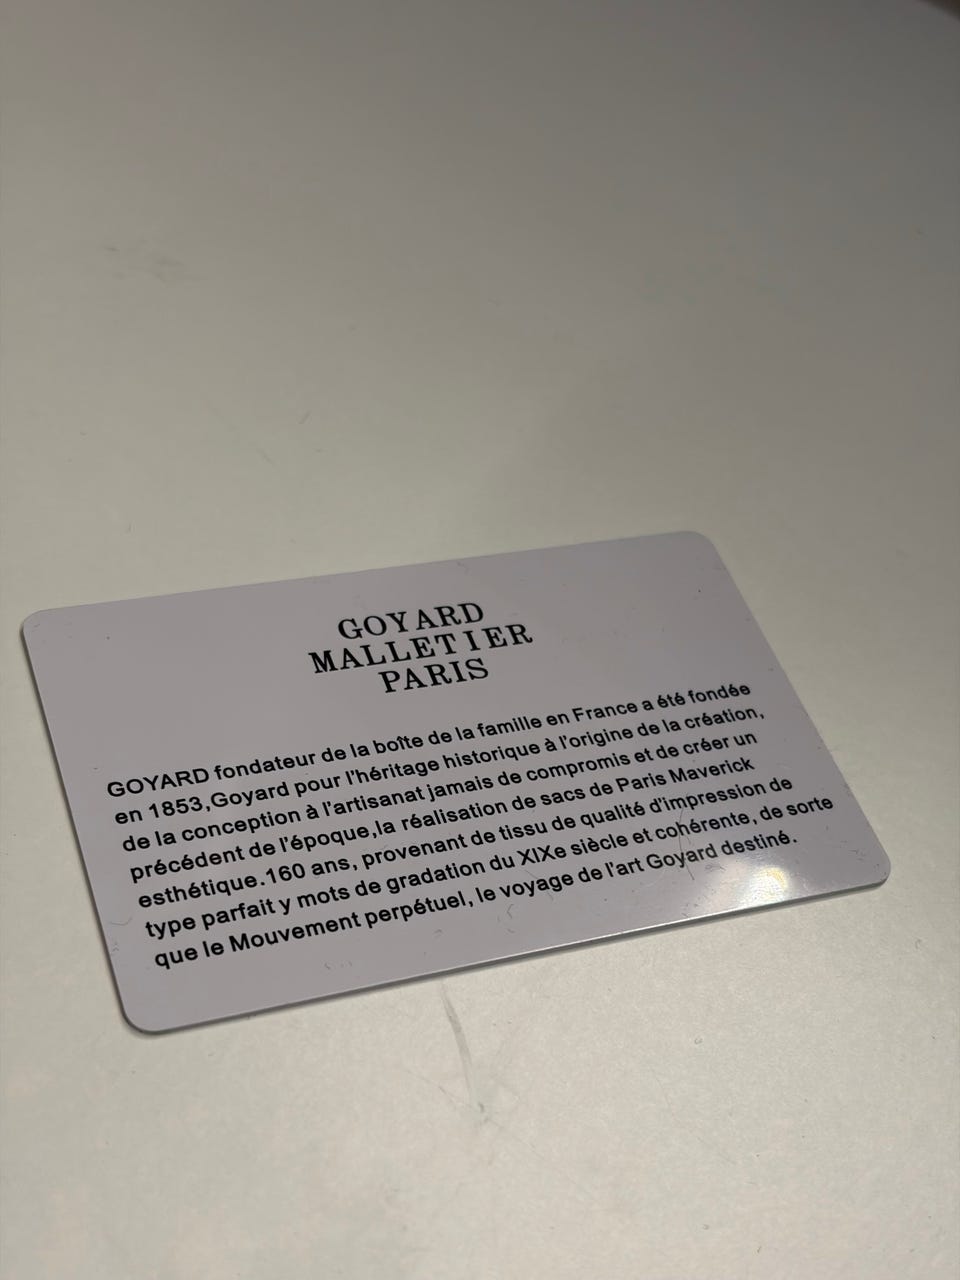 GOYARD
MALLETIER
PARIS
GOYARD fondateur de la boîte de la famille en France a été fondée
en 1853,Goyard pour l'héritage historique à l'origine de la création,
de la conception à l'artisanat jamais de compromis et de créer un
précédent de l'époque,la réalisation de sacs de Paris Maverick
esthétique.160 ans, provenant de tissu de qualité d'impression de
type parfait y mots de gradation du XIXe siècle et cohérente, de sorte
que le Mouvement perpétuel, le voyage de l'art Goyard destiné.